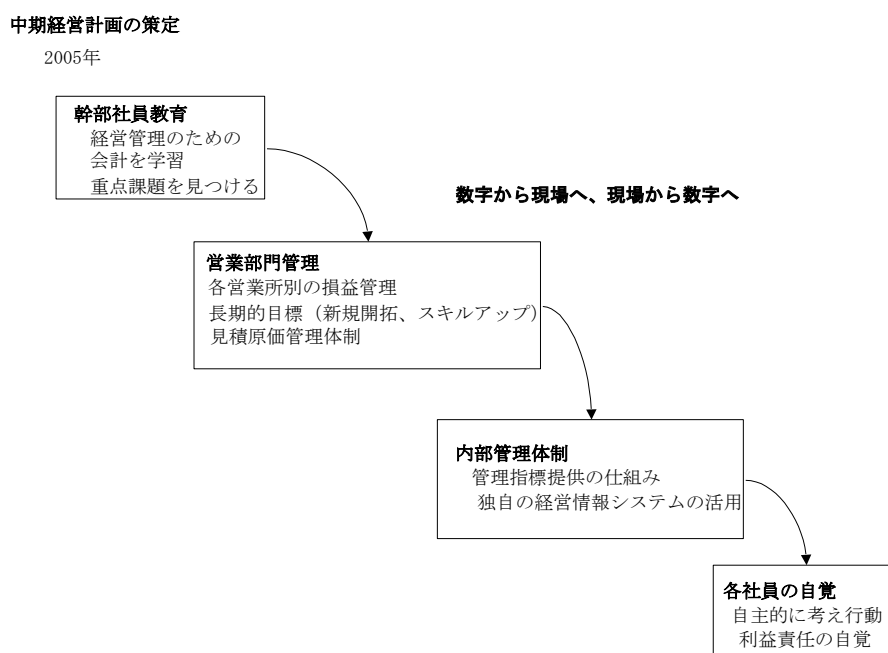 中期経営計画の策定
2005年
幹部社員教育
経営管理のための
会計を学習
重点課題を見つける
数字から現場へ、現場から数字へ
営業部門管理
各営業所別の損益管理
長期的目標（新規開拓、スキルアップ）
見積原価管理体制
内部管理体制
管理指標提供の仕組み
独自の経営情報システムの活用
各社員の自覚
自主的に考え行動
利益責任の自覚